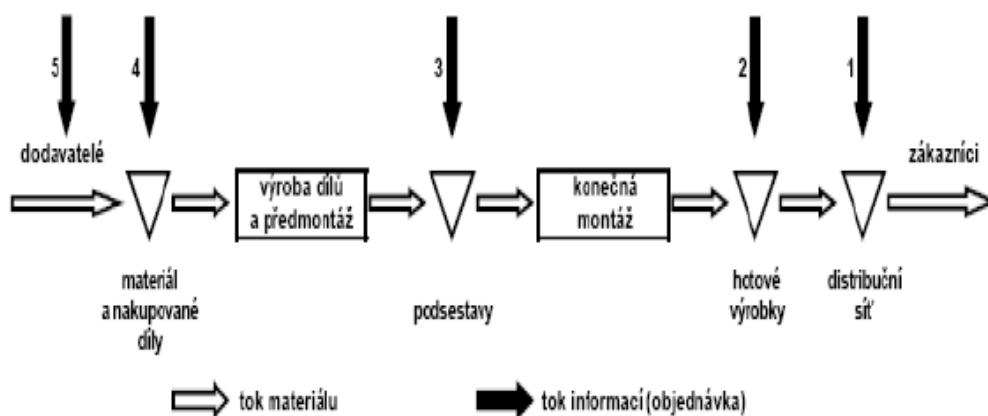 5
4
3
2
1
dodavatelé
zákazníci
výroba dílů
a předmontáž
konečná
montáž
materiál
a nakupované
díly
podsestavy
hotové
výrobky
distribuční
síť
tok materiálu
tok informací (objednávka)